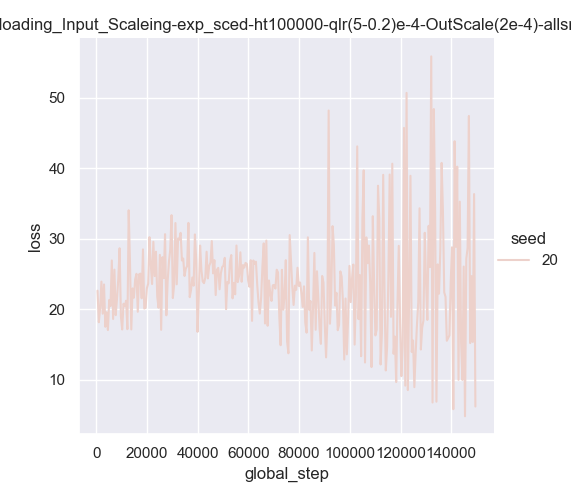 loading_Input_Scaleing-exp_sced-ht100000-qlr(5-0.2)e-4-OutScale(2e-4)-allsr
50
40
30
20
10
loss
0 20000 40000 60000 80000 100000 120000 140000
global_step
seed
20